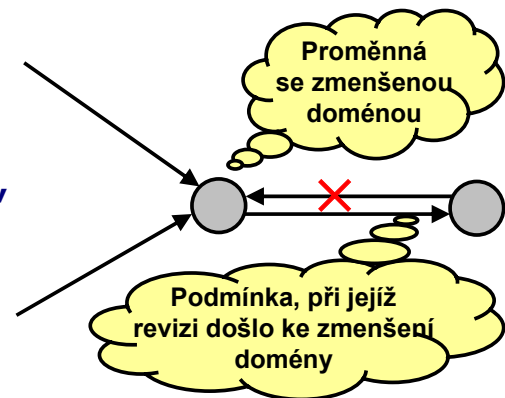 Proměnná
se zmenšenou
doménou
y
Podmínka, při jejíž
revizi došlo ke zmenšení
domény